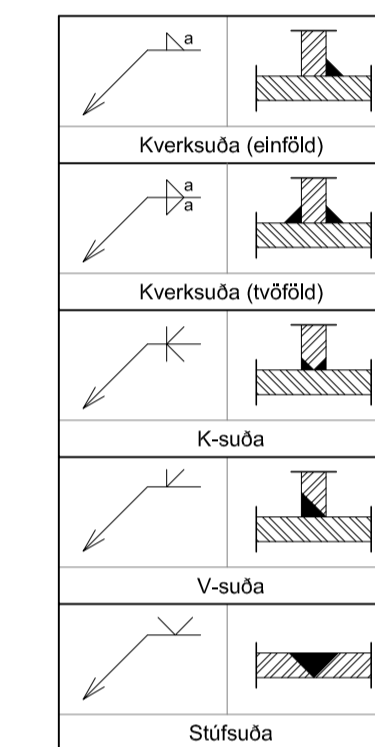 a
Kverksuða (einföld)
a
a
Kverksuða (tvöföld)
K-suða
V-suða
Stúfsuða